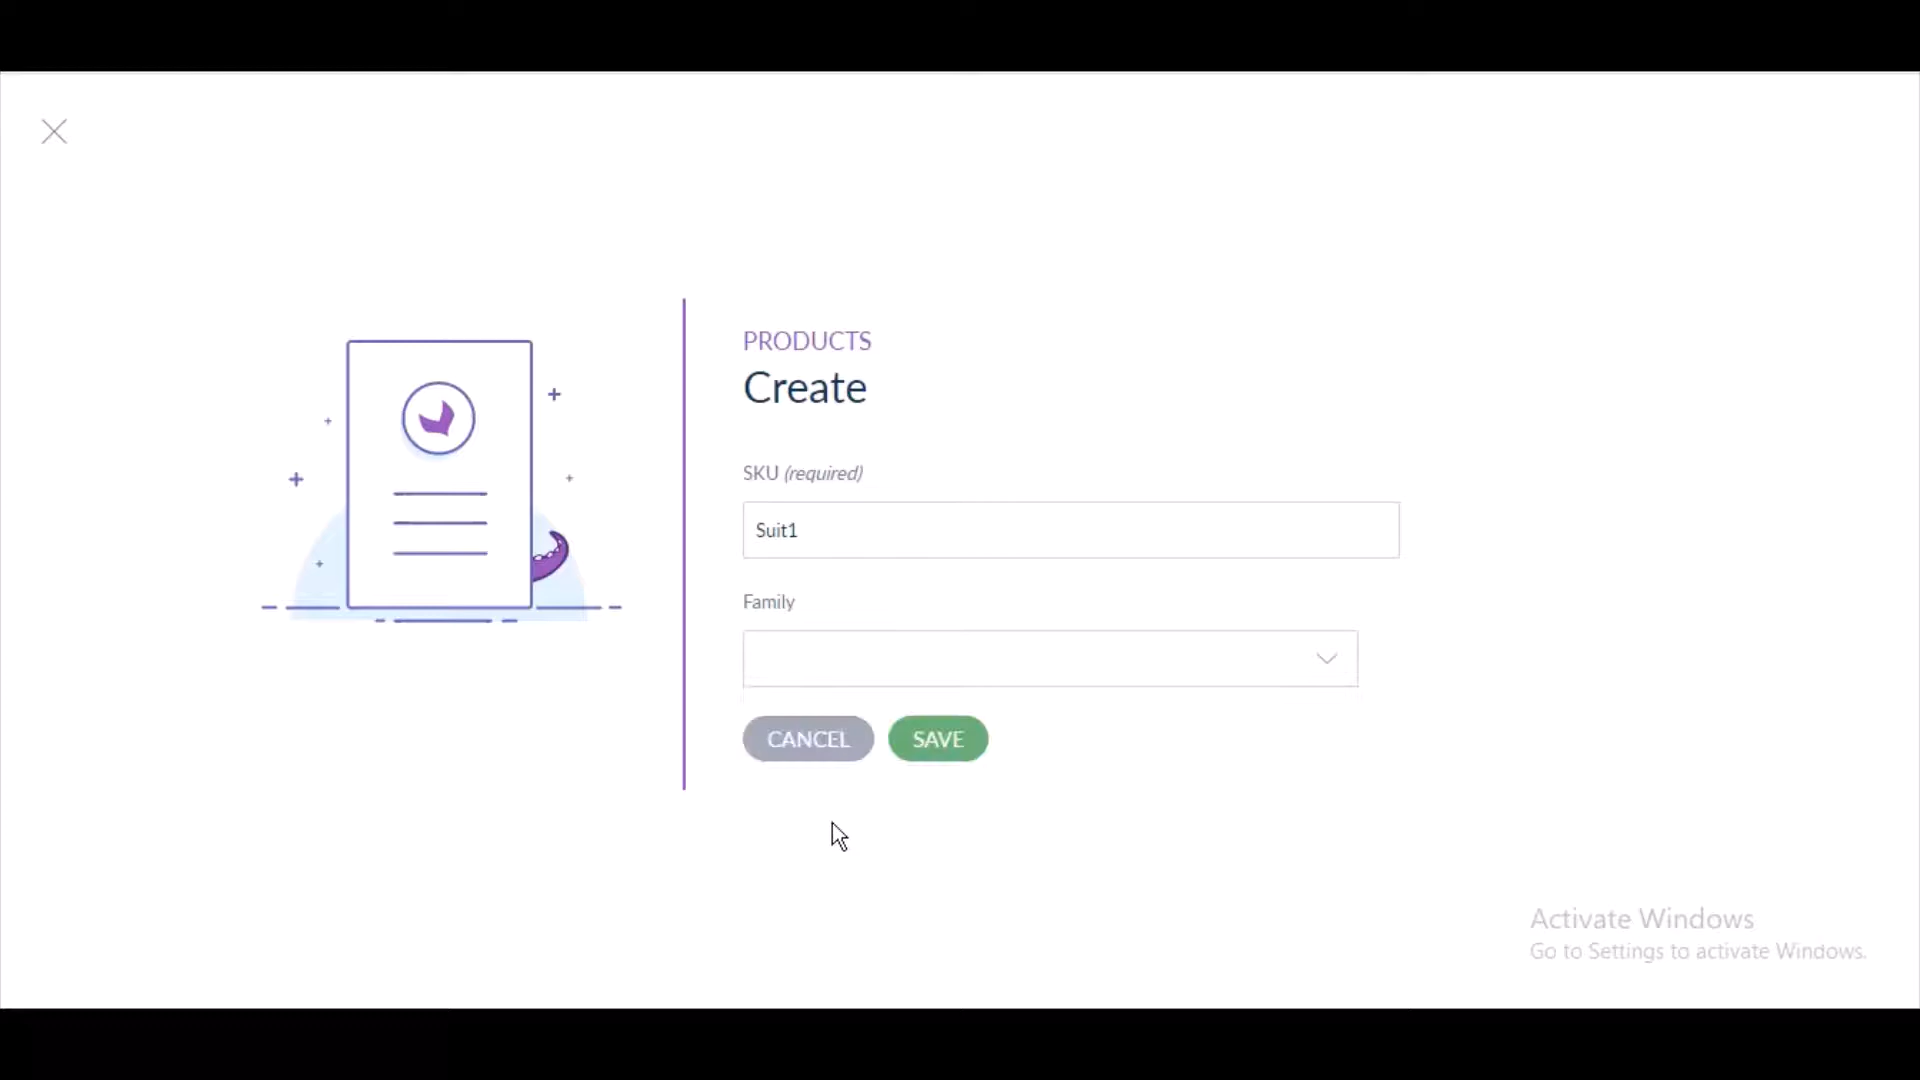 PRODUCTS
Create
SKU (required)
Suit1
Family
CANCEL SAVE
Activate Windows
Go to Settings to activate Windows.